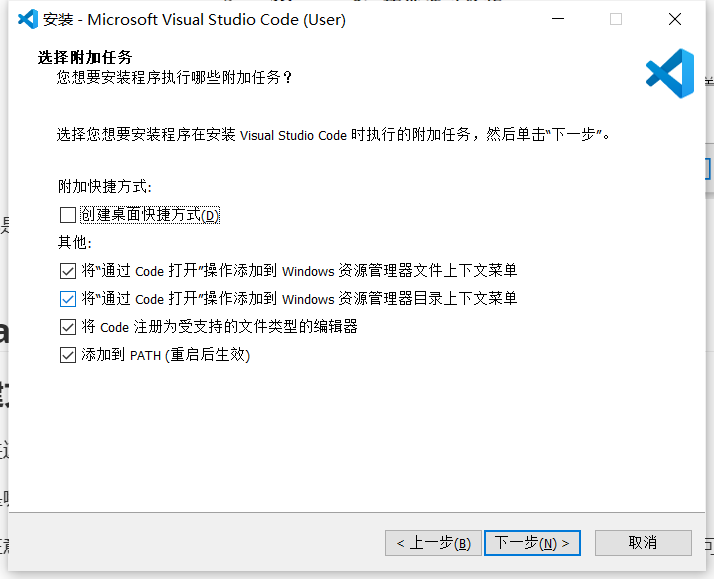 安装 - Microsoft Visual Studio Code (User)
选择附加任务
您想要安装程序执行哪些附加任务？
选择您想要安装程序在安装 Visual Studio Code 时执行的附加任务，然后单击“下一步”。
附加快捷方式:
创建桌面快捷方式(D)
其他:
将“通过 Code 打开”操作添加到 Windows 资源管理器文件上下文菜单
将“通过 Code 打开”操作添加到 Windows 资源管理器目录上下文菜单
将 Code 注册为受支持的文件类型的编辑器
添加到 PATH (重启后生效)
< 上一步(B)
下一步(N) >
取消